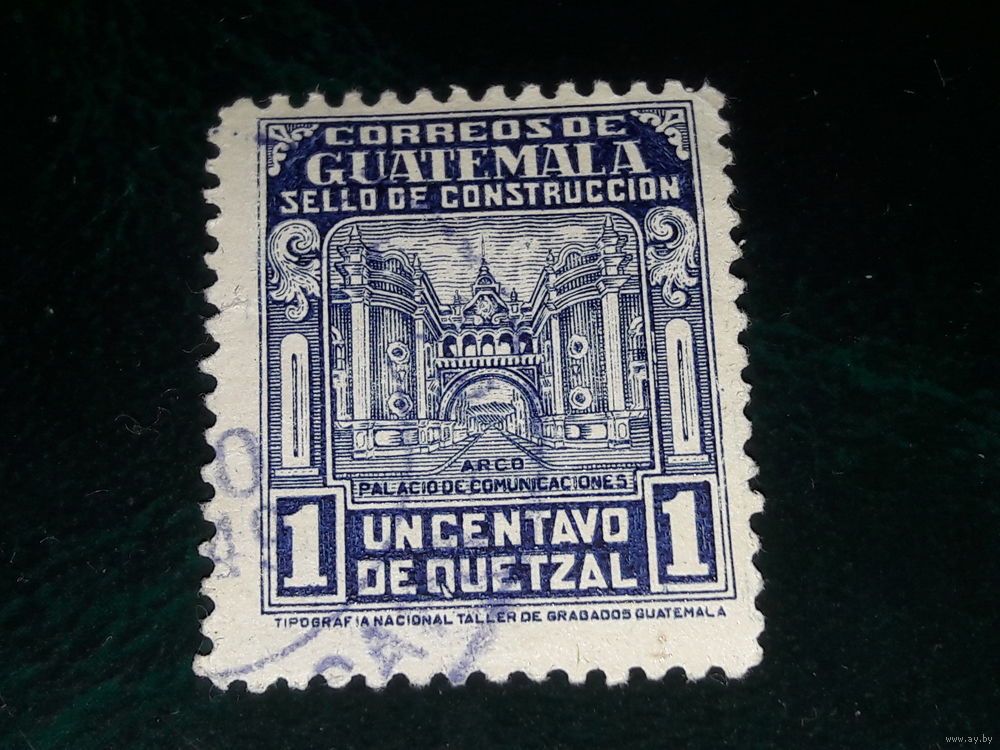 CORREOS DE
GUATEMALA
SELLO DE CONSTRUCCION
ARCO
PALACIO DE COMUNICACIONES
1 UN CENTAVO 1
DE QUETZAL
TIPOGRAFIA NACIONAL TALLER DE GRABADOS GUATEMALA
www.ay.by